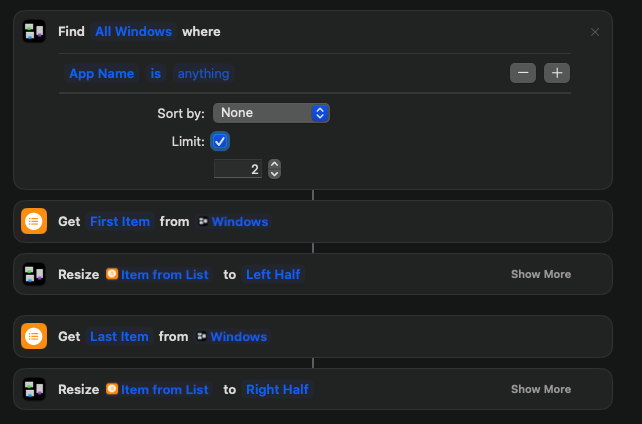 Find All Windows where
App Name is anything
Sort by: None
Limit:
2
Get First Item from Windows
Resize Item from List to Left Half Show More
Get Last Item from Windows
Resize Item from List to Right Half Show More